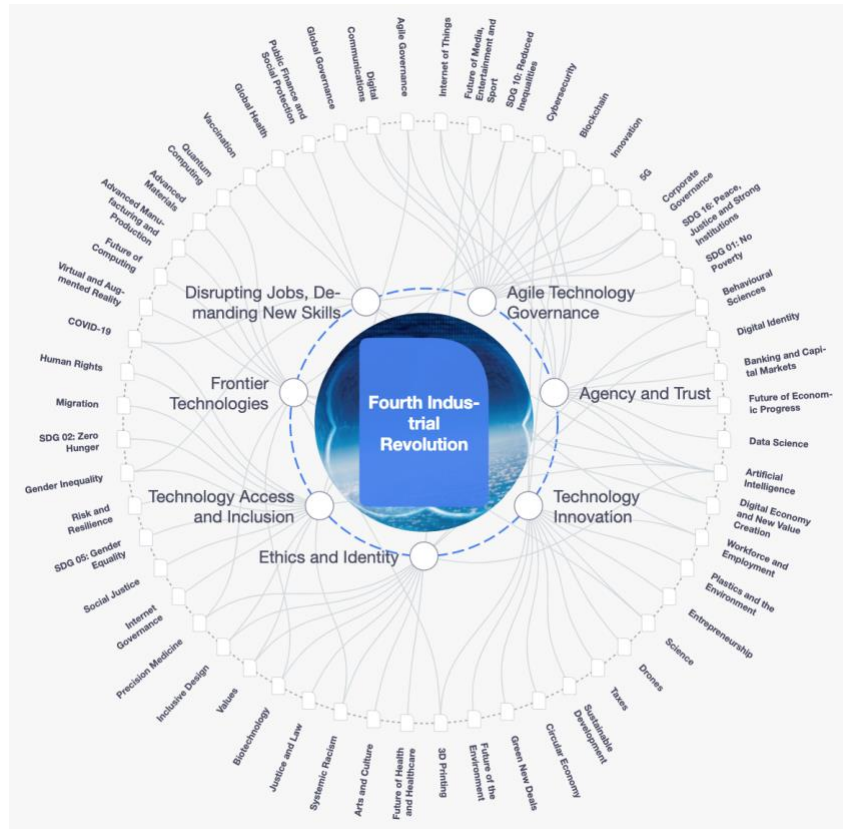 Fourth Indus-
trial
Revolution
Agile Technology
Governance
Agency and Trust
Technology
Innovation
Ethics and Identity
Technology Access
and Inclusion
Frontier
Technologies
Disrupting Jobs, De-
manding New Skills
Internet of Things
Future of Media,
Entertainment and
Sport
SDG 10: Reduced
Inequalities
Cybersecurity
Blockchain
Innovation
5G
Corporate
Governance
SDG 16: Peace,
Justice and Strong
Institutions
SDG 01: No
Poverty
Behavioural
Sciences
Digital Identity
Banking and Capi-
tal Markets
Future of Econom-
ic Progress
Data Science
Artificial
Intelligence
Digital Economy
and New Value
Creation
Workforce and
Employment
Plastics and the
Environment
Entrepreneurship
Science
Drones
Taxes
Sustainable
Development
Circular Economy
Green New Deals
Future of the
Environment
3D Printing
Future of Health
and Healthcare
Arts and Culture
Systemic Racism
Justice and Law
Biotechnology
Values
Inclusive Design
Precision Medicine
Internet
Governance
Social Justice
SDG 05: Gender
Equality
Risk and
Resilience
Gender Inequality
SDG 02: Zero
Hunger
Migration
Human Rights
COVID-19
Virtual and Aug-
mented Reality
Future of
Computing
Advanced Manu-
facturing and
Production
Advanced
Materials
Quantum
Computing
Vaccination
Global Health
Public Finance and
Social Protection
Global Governance
Digital
Communications
Agile Governance